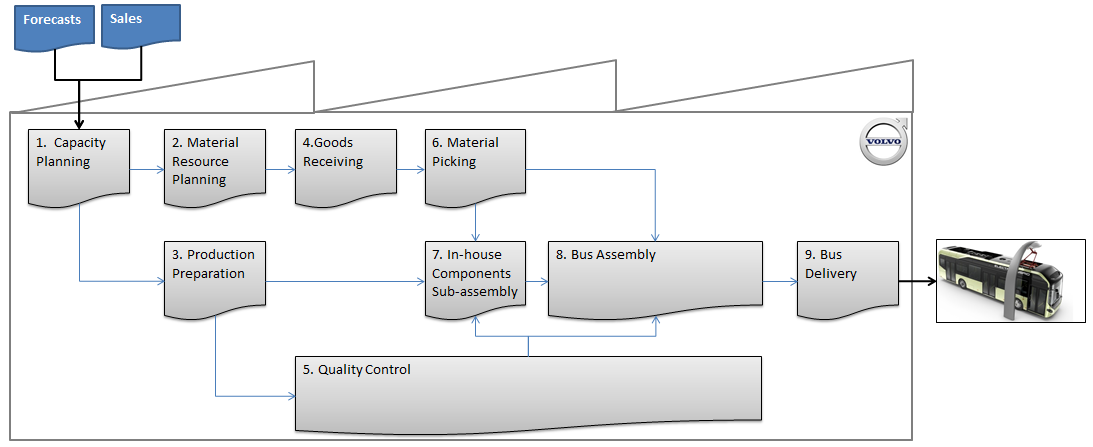 Forecasts
Sales
1.  Capacity
Planning
2. Material
Resource
Planning
4.Goods
Receiving
6. Material
Picking
VOLVO
3. Production
Preparation
7. In-house
Components
Sub-assembly
8. Bus Assembly
9. Bus
Delivery
5. Quality Control